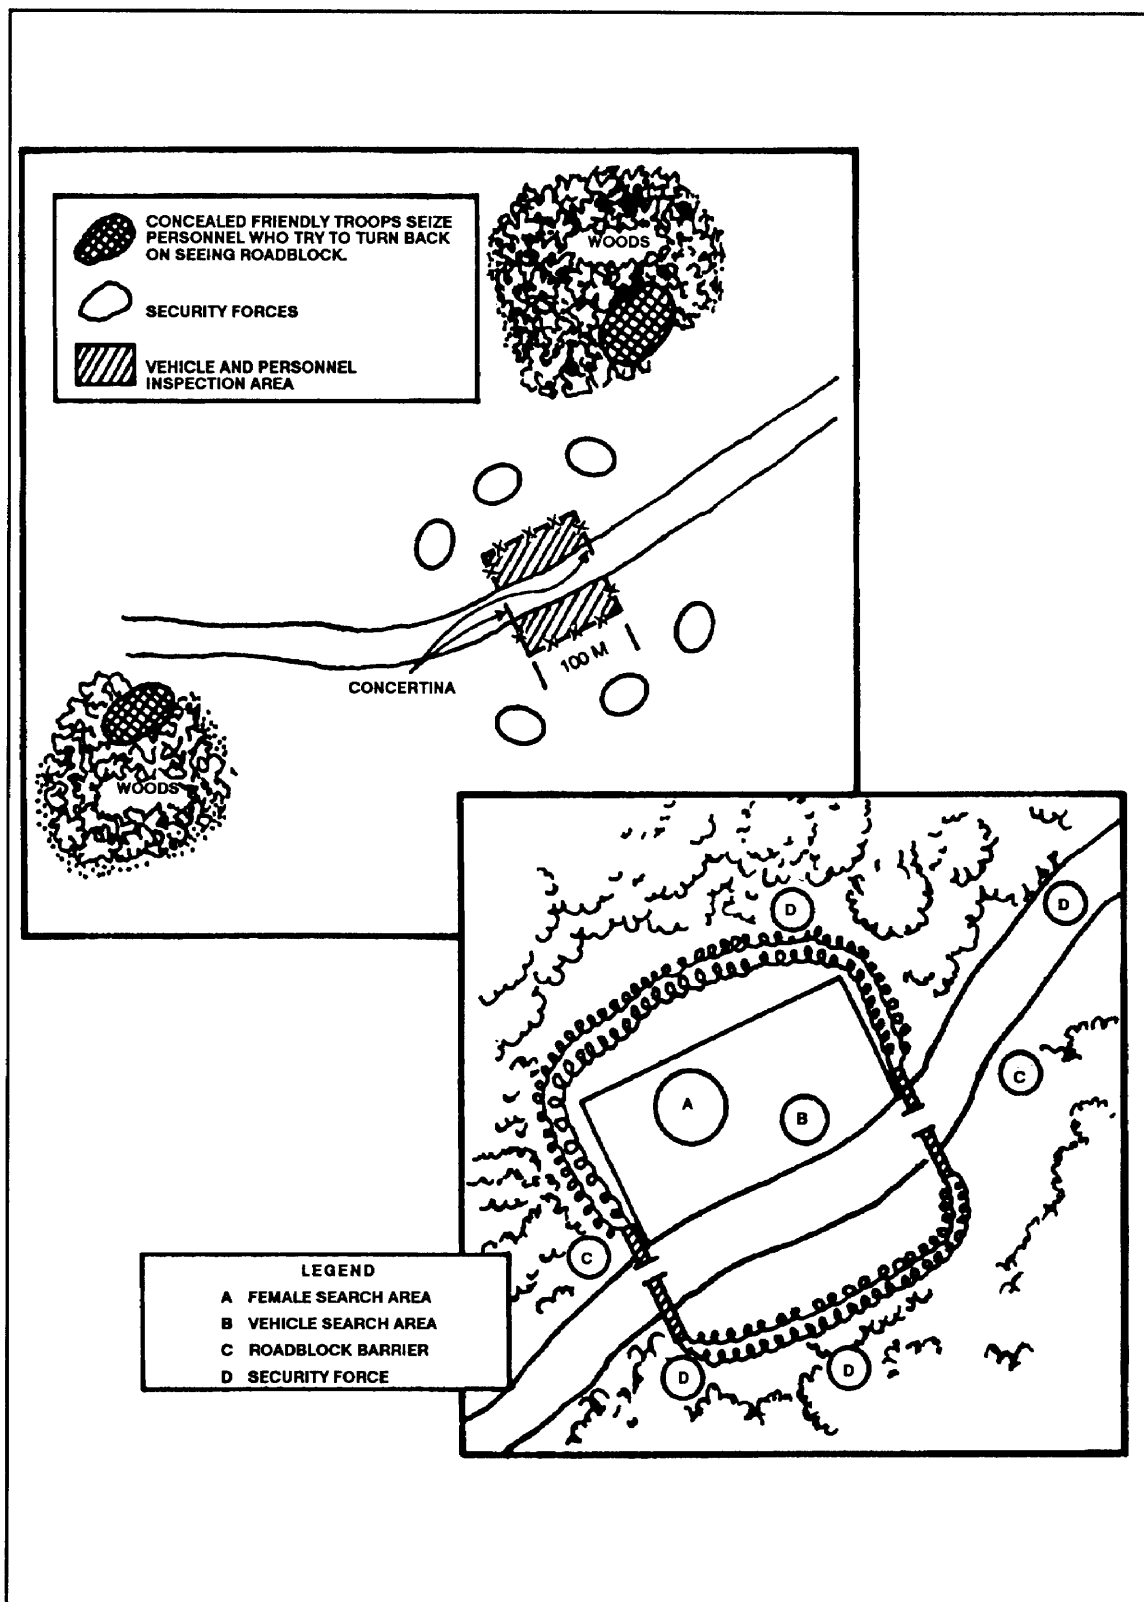 CONCEALED FRIENDLY TROOPS SEIZE
PERSONNEL WHO TRY TO TURN BACK
ON SEEING ROADBLOCK.
SECURITY FORCES
VEHICLE AND PERSONNEL
INSPECTION AREA
WOODS
100 M
CONCERTINA
WOODS
D
D
C
A
B
C
D
D
LEGEND
A FEMALE SEARCH AREA
B VEHICLE SEARCH AREA
C ROADBLOCK BARRIER
D SECURITY FORCE